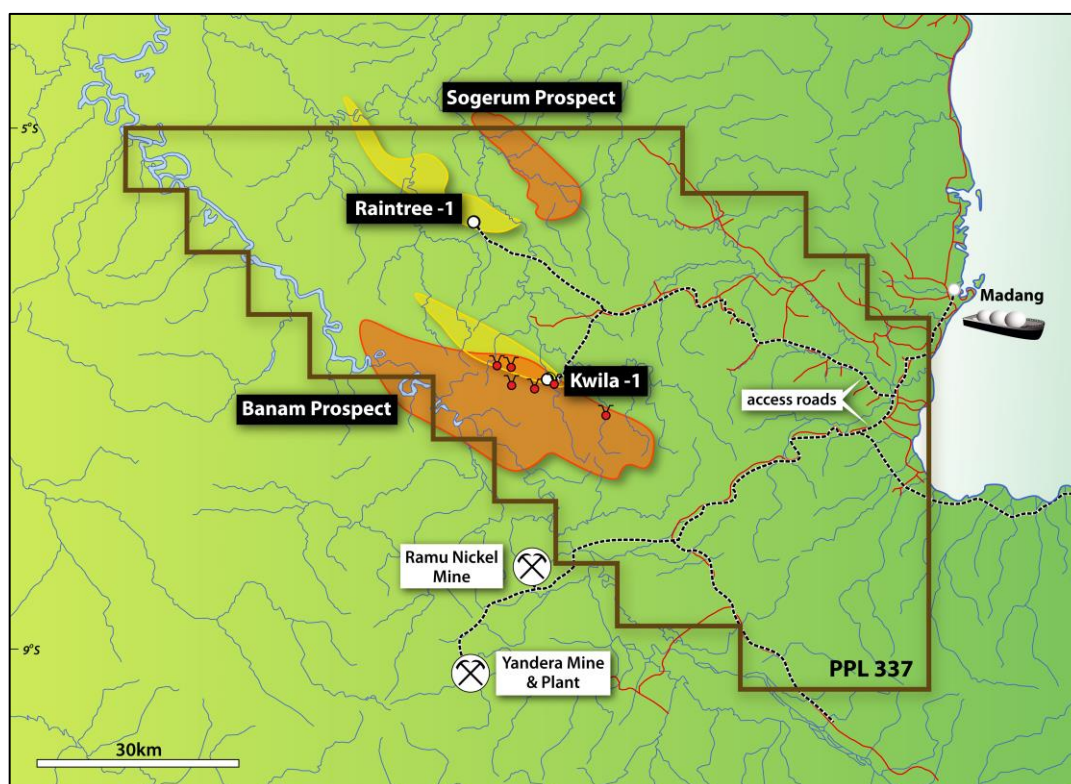 Sogerum Prospect
5°S
Raintree -1
Madang
Kwila -1
Banam Prospect
access roads
Ramu Nickel
Mine
9°S
Yandera Mine
& Plant
PPL 337
30km